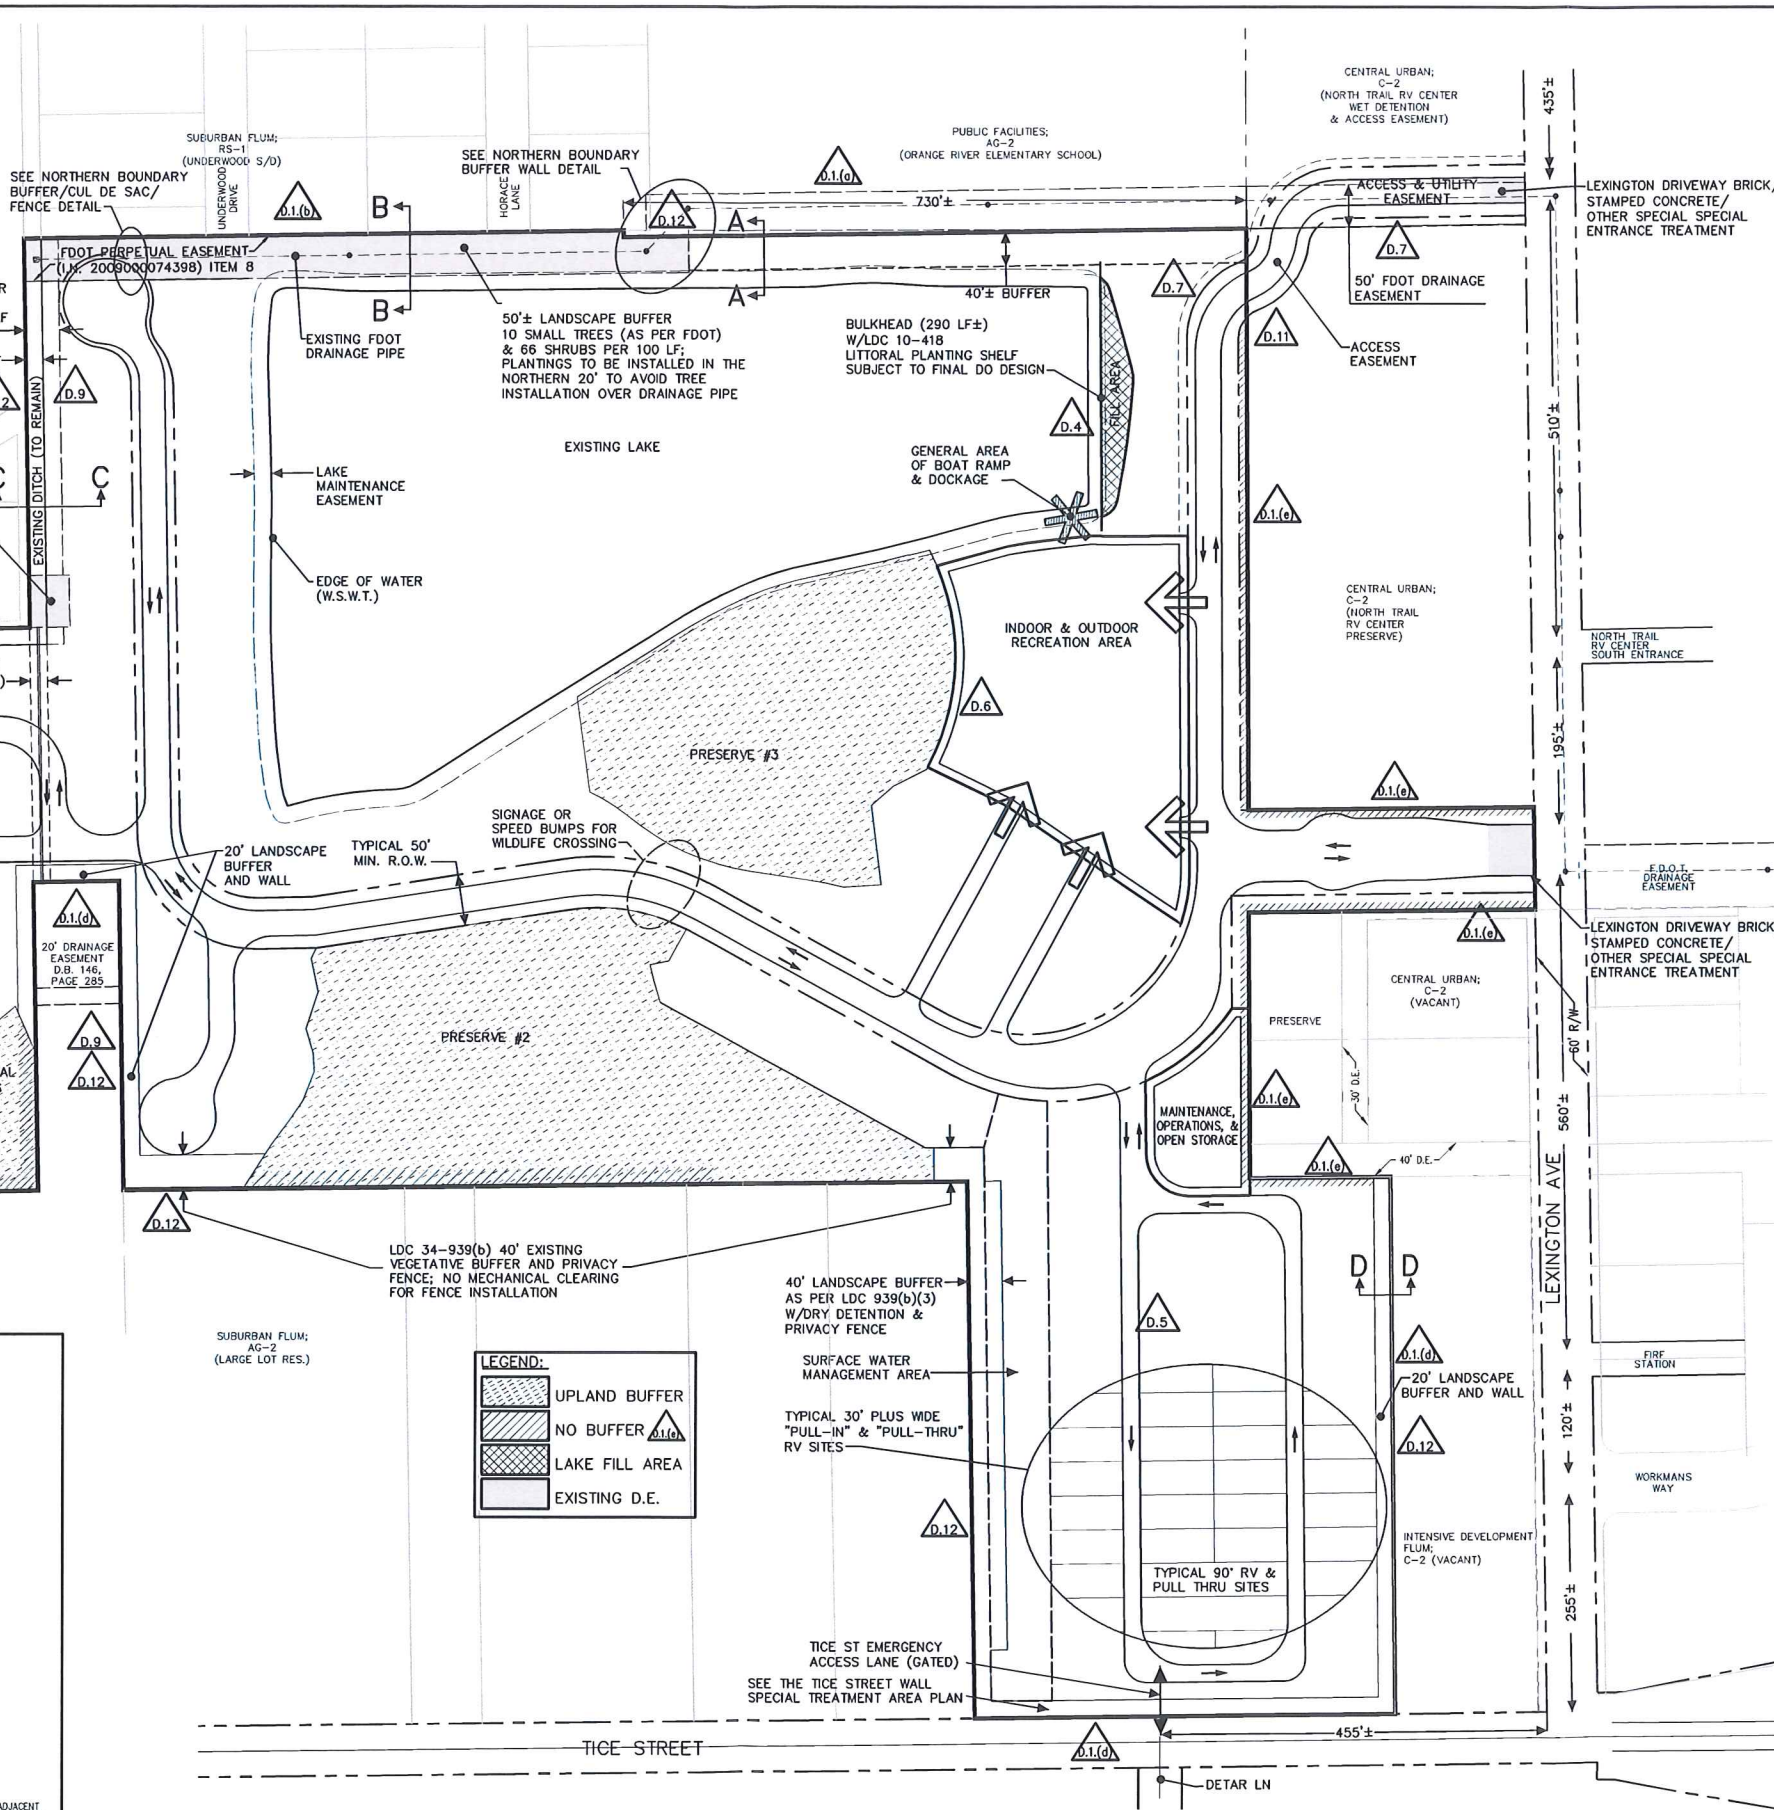 CENTRAL URBAN;
C-2
(NORTH TRAIL RV CENTER
WET DETENTION
& ACCESS EASEMENT)
435'±
SUBURBAN FLUM;
RS-1
(UNDERWOOD S/D)
SEE NORTHERN BOUNDARY
BUFFER WALL DETAIL
PUBLIC FACILITIES;
AG-2
(ORANGE RIVER ELEMENTARY SCHOOL)
SEE NORTHERN BOUNDARY
BUFFER/CUL DE SAC/
FENCE DETAIL
UNDERWOOD
DRIVE
HORACE
LANE
D.1.(b)
B
D.12
A
D.1.(a)
730'±
ACCESS & UTILITY
EASEMENT
LEXINGTON DRIVEWAY BRICK/
STAMPED CONCRETE/
OTHER SPECIAL SPECIAL
ENTRANCE TREATMENT
D.7
FDOT PERPETUAL EASEMENT
(I.N. 2009000074398) ITEM 8
B
A
40'± BUFFER
D.7
50' FDOT DRAINAGE
EASEMENT
R
F
EXISTING FDOT
DRAINAGE PIPE
50'± LANDSCAPE BUFFER
10 SMALL TREES (AS PER FDOT)
& 66 SHRUBS PER 100 LF;
PLANTINGS TO BE INSTALLED IN THE
NORTHERN 20' TO AVOID TREE
INSTALLATION OVER DRAINAGE PIPE
BULKHEAD (290 LF±)
W/LDC 10-418
LITTORAL PLANTING SHELF
SUBJECT TO FINAL DO DESIGN
D.11
ACCESS
EASEMENT
FILL AREA
D.9
2
EXISTING DITCH (TO REMAIN)
D.4
510'±
EXISTING LAKE
GENERAL AREA
OF BOAT RAMP
& DOCKAGE
C
C
LAKE
MAINTENANCE
EASEMENT
D.1.(e)
EDGE OF WATER
(W.S.W.T.)
CENTRAL URBAN;
C-2
(NORTH TRAIL
RV CENTER
PRESERVE)
INDOOR & OUTDOOR
RECREATION AREA
NORTH TRAIL
RV CENTER
SOUTH ENTRANCE
D.6
PRESERVE #3
195'±
D.1.(e)
SIGNAGE OR
SPEED BUMPS FOR
WILDLIFE CROSSING
20' LANDSCAPE
BUFFER
AND WALL
TYPICAL 50'
MIN. R.O.W.
F.D.O.T.
DRAINAGE
EASEMENT
D.1.(d)
D.1.(e)
LEXINGTON DRIVEWAY BRICK
STAMPED CONCRETE/
OTHER SPECIAL SPECIAL
ENTRANCE TREATMENT
20' DRAINAGE
EASEMENT
D.B. 146,
PAGE 285
CENTRAL URBAN;
C-2
(VACANT)
PRESERVE
PRESERVE #2
60' R/W
D.9
AL
D.12
30' D.E.
D.1.(e)
MAINTENANCE,
OPERATIONS, &
OPEN STORAGE
560'±
D.1.(e)
40' D.E.
LEXINGTON AVE
D.12
LDC 34-939(b) 40' EXISTING
VEGETATIVE BUFFER AND PRIVACY
FENCE; NO MECHANICAL CLEARING
FOR FENCE INSTALLATION
D D
40' LANDSCAPE BUFFER
AS PER LDC 939(b)(3)
W/DRY DETENTION &
PRIVACY FENCE
D.5
SUBURBAN FLUM;
AG-2
(LARGE LOT RES.)
D.1.(d)
FIRE
STATION
LEGEND:
UPLAND BUFFER
NO BUFFER D.1.(e)
LAKE FILL AREA
EXISTING D.E.
SURFACE WATER
MANAGEMENT AREA
20' LANDSCAPE
BUFFER AND WALL
120'±
TYPICAL 30' PLUS WIDE
"PULL-IN" & "PULL-THRU"
RV SITES
D.12
WORKMANS
WAY
D.12
INTENSIVE DEVELOPMENT
FLUM;
C-2 (VACANT)
TYPICAL 90° RV &
PULL THRU SITES
255'±
TICE ST EMERGENCY
ACCESS LANE (GATED)
SEE THE TICE STREET WALL
SPECIAL TREATMENT AREA PLAN
455'±
TICE STREET
D.1.(d)
DETAR LN
ADJACENT